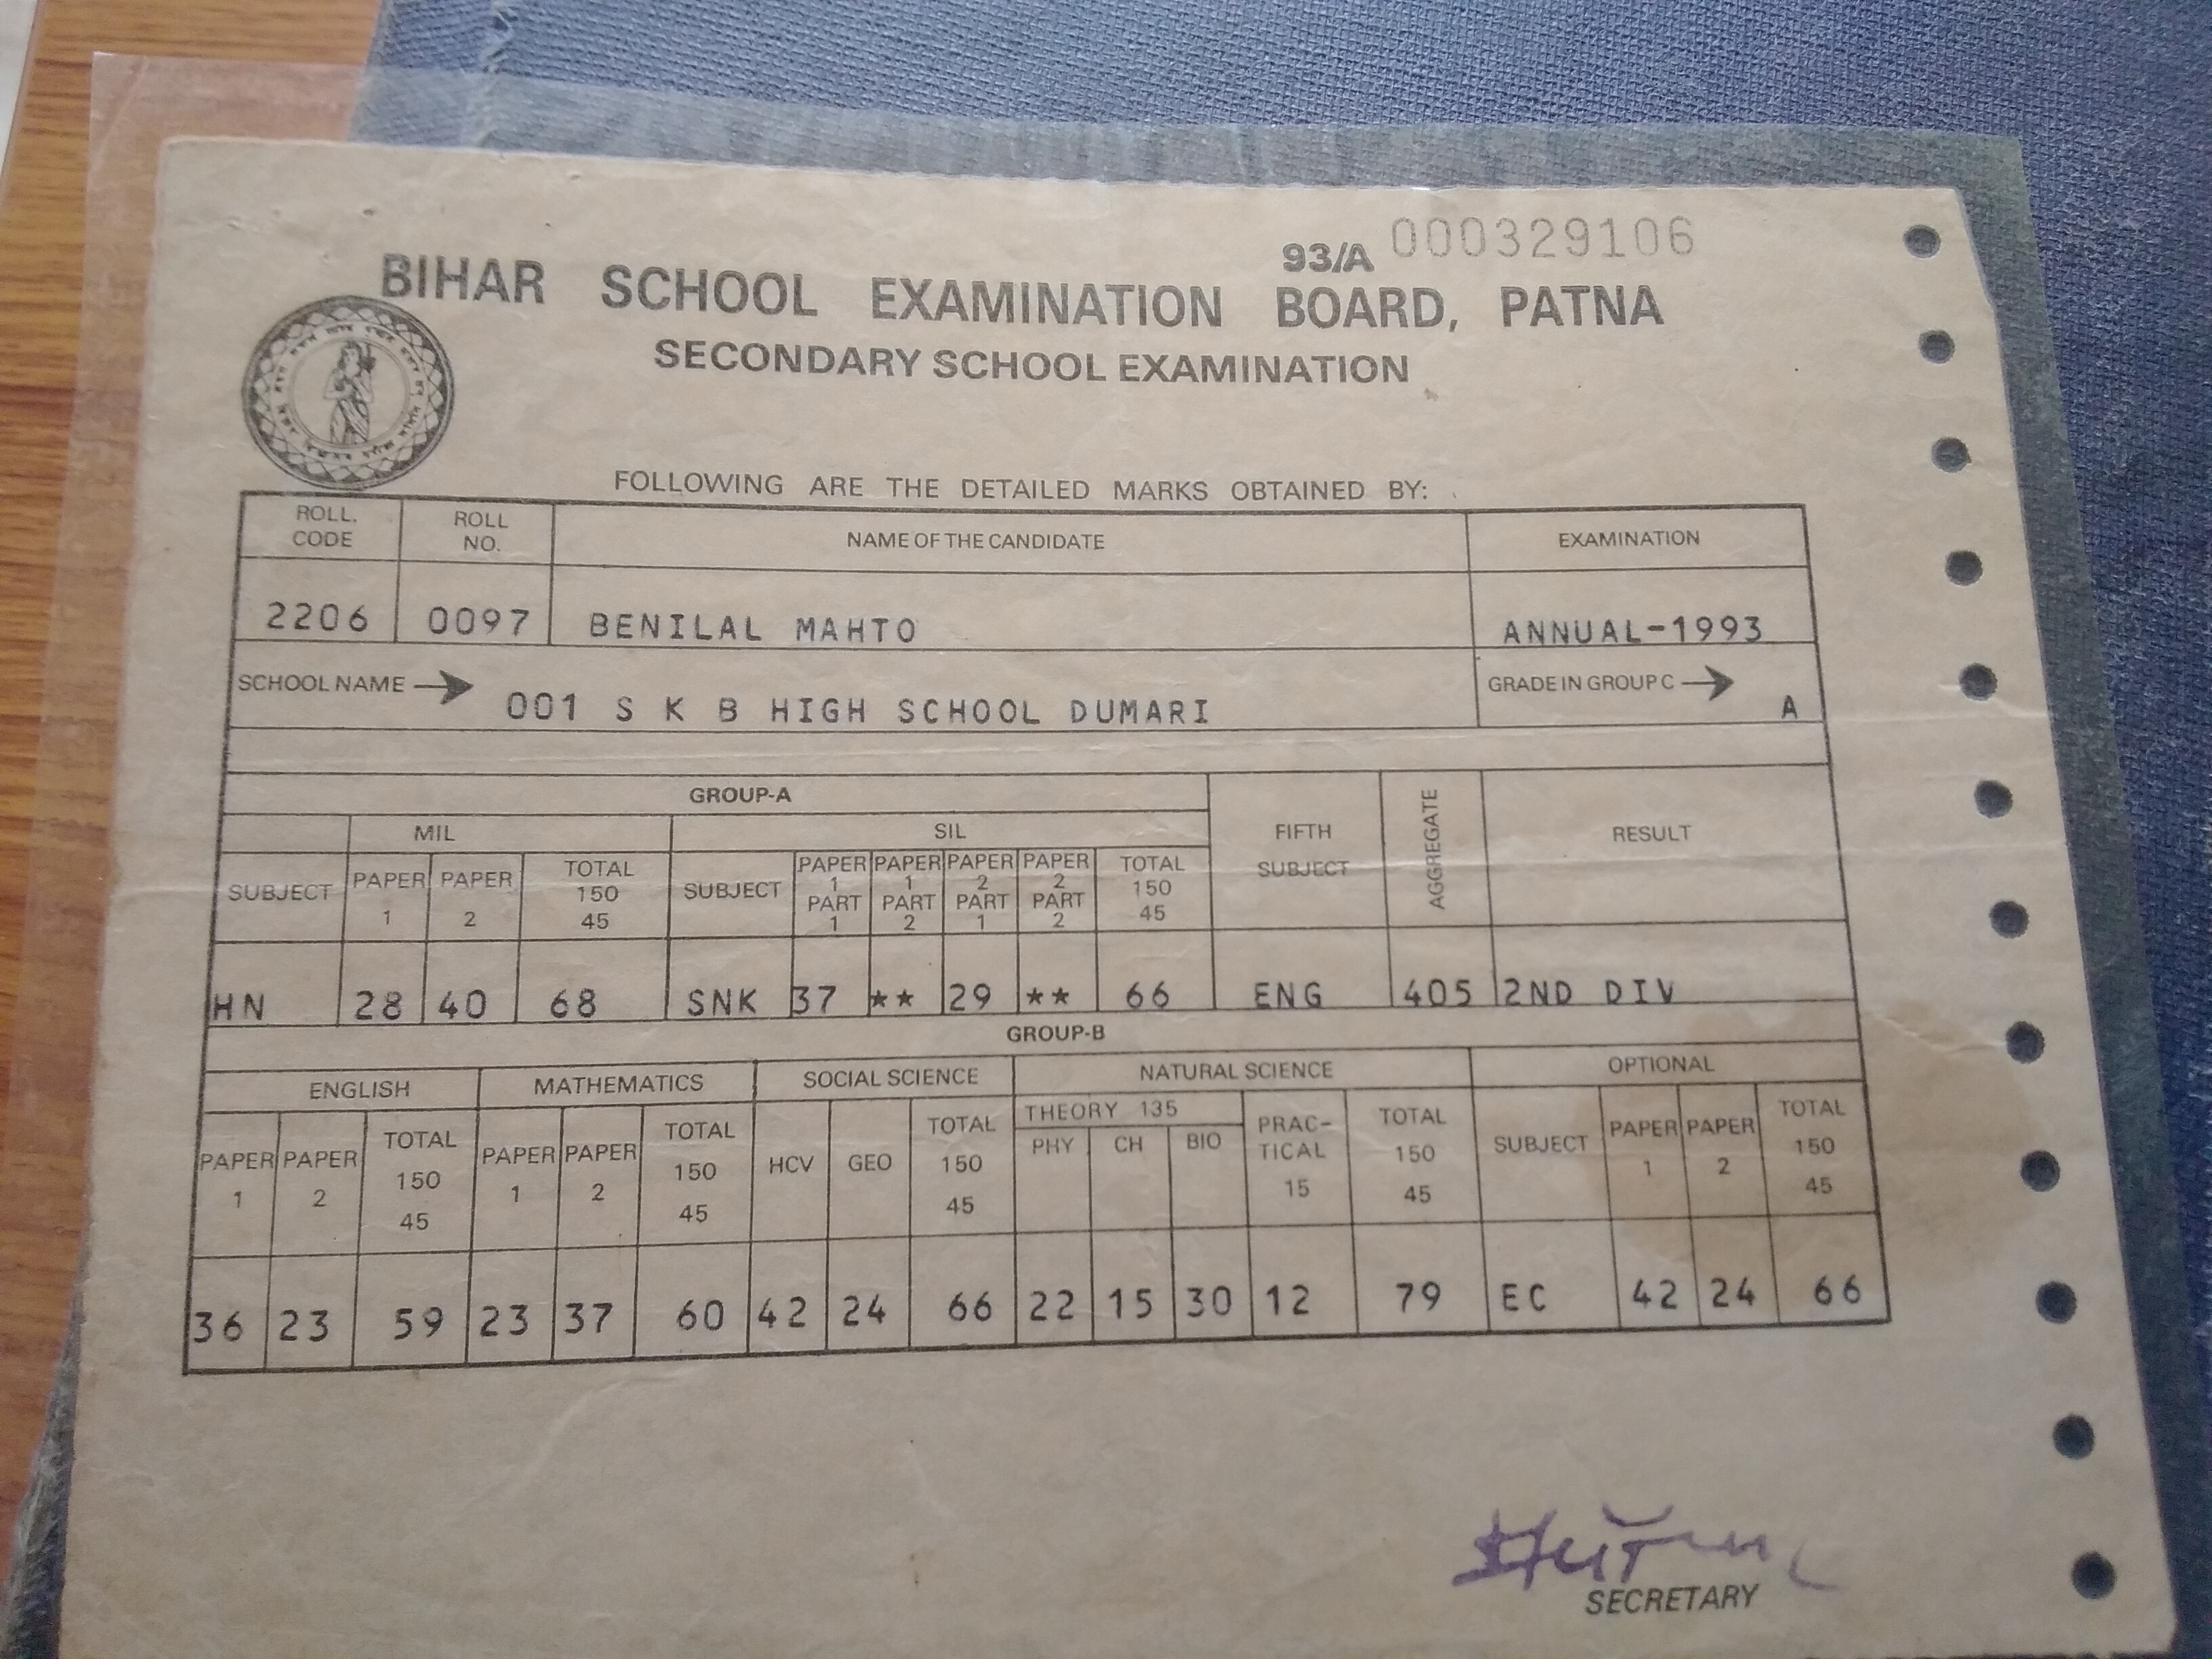 93/A 000329106
BIHAR SCHOOL EXAMINATION BOARD, PATNA
SECONDARY SCHOOL EXAMINATION
FOLLOWING ARE THE DETAILED MARKS OBTAINED BY:
ROLL. CODE ROLL NO. NAME OF THE CANDIDATE EXAMINATION
2206 0097 BENILAL MAHTO ANNUAL-1993
SCHOOL NAME → 001 S K B HIGH SCHOOL DUMARI GRADE IN GROUP C → A
GROUP-A FIFTH SUBJECT AGGREGATE RESULT
MIL SIL
SUBJECT PAPER 1 PAPER 2 TOTAL 150 45 SUBJECT PAPER 1 PART 1 PAPER 1 PART 2 PAPER 2 PART 1 PAPER 2 PART 2 TOTAL 150 45
HN 28 40 68 SNK 37 ** 29 ** 66 ENG 405 2ND DIV
GROUP-B
ENGLISH MATHEMATICS SOCIAL SCIENCE NATURAL SCIENCE OPTIONAL
PAPER 1 PAPER 2 TOTAL 150 45 PAPER 1 PAPER 2 TOTAL 150 45 HCV GEO TOTAL 150 45 THEORY 135 PHY CH BIO PRAC-TICAL 15 TOTAL 150 45 SUBJECT PAPER 1 PAPER 2 TOTAL 150 45
36 23 59 23 37 60 42 24 66 22 15 30 12 79 EC 42 24 66
SECRETARY